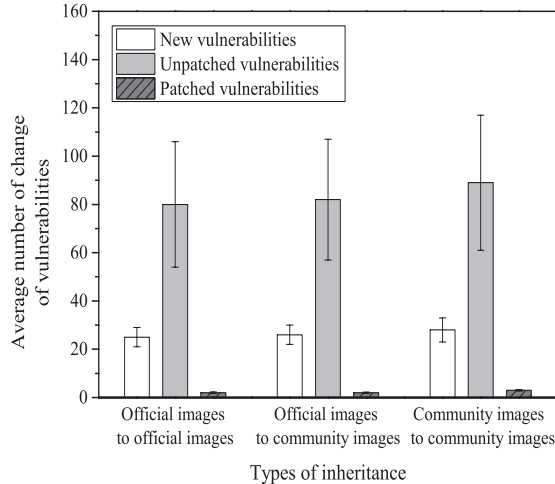 160
140
120
100
80
60
40
20
0
Average number of change
of vulnerabilities
New vulnerabilities
Unpatched vulnerabilities
Patched vulnerabilities
Official images
to official images
Official images
to community images
Community images
to community images
Types of inheritance